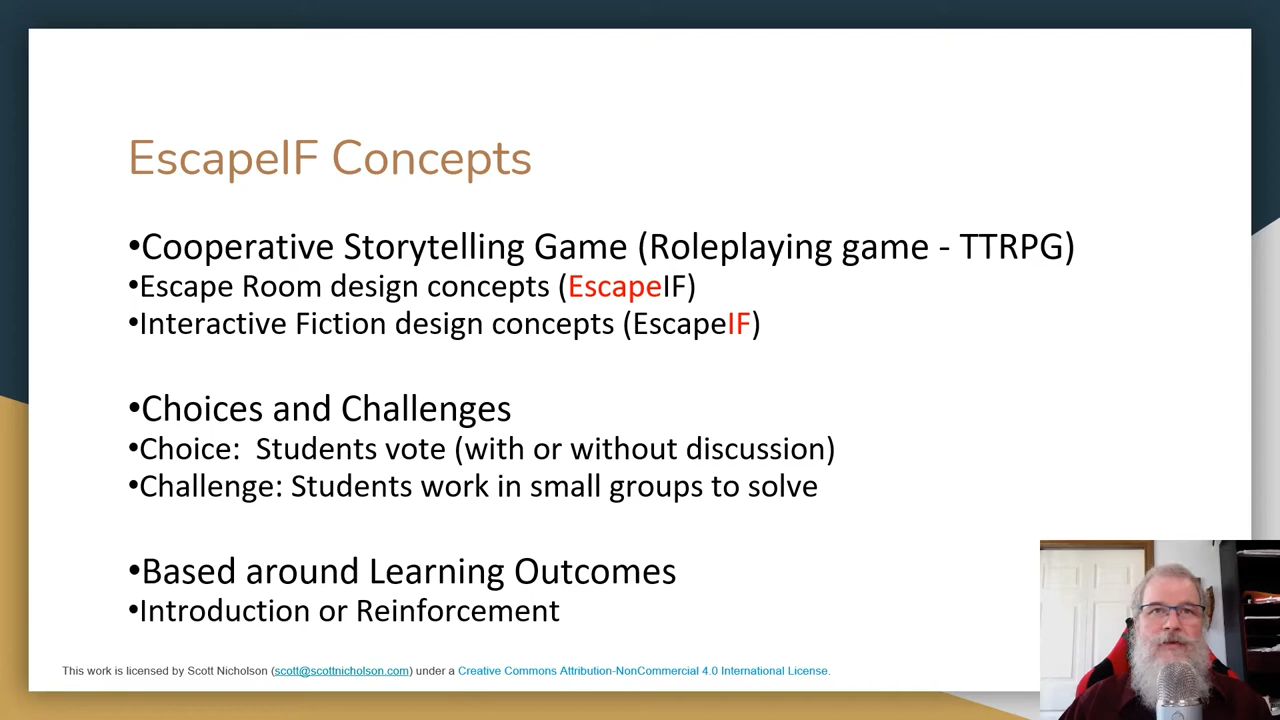 EscapeIF Concepts
•Cooperative Storytelling Game (Roleplaying game - TTRPG)
•Escape Room design concepts (EscapeIF)
•Interactive Fiction design concepts (EscapeIF)
•Choices and Challenges
•Choice:  Students vote (with or without discussion)
•Challenge: Students work in small groups to solve
•Based around Learning Outcomes
•Introduction or Reinforcement
This work is licensed by Scott Nicholson (scott@scottnicholson.com) under a Creative Commons Attribution-NonCommercial 4.0 International License.